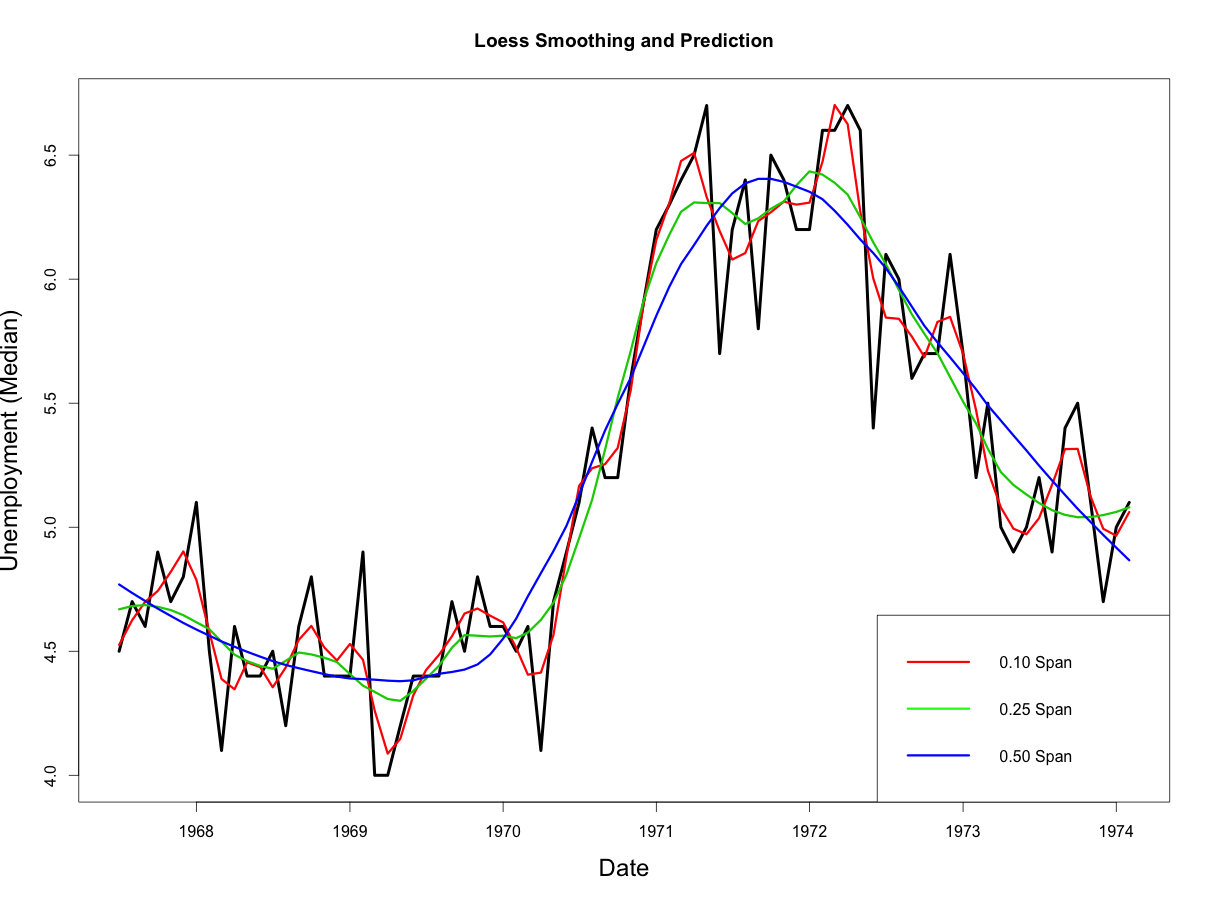 Loess Smoothing and Prediction
Unemployment (Median)
6.5
6.0
5.5
5.0
4.5
4.0
0.10 Span
0.25 Span
0.50 Span
1968 1969 1970 1971 1972 1973 1974
Date